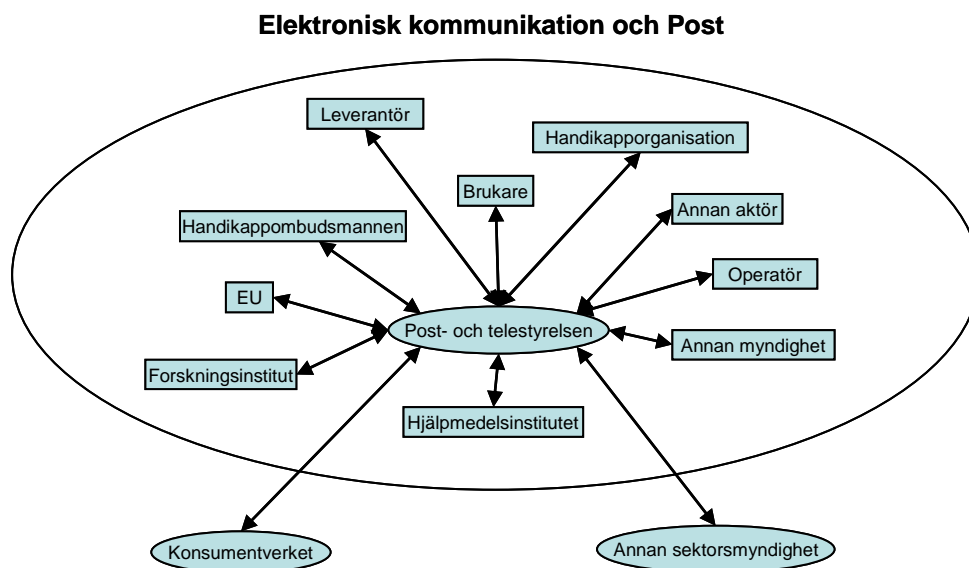 Elektronisk kommunikation och Post
Leverantör
Handikapporganisation
Brukare
Annan aktör
Handikappombudsmannen
Operatör
EU
Post- och telestyrelsen
Annan myndighet
Forskningsinstitut
Hjälpmedelsinstitutet
Konsumentverket
Annan sektorsmyndighet